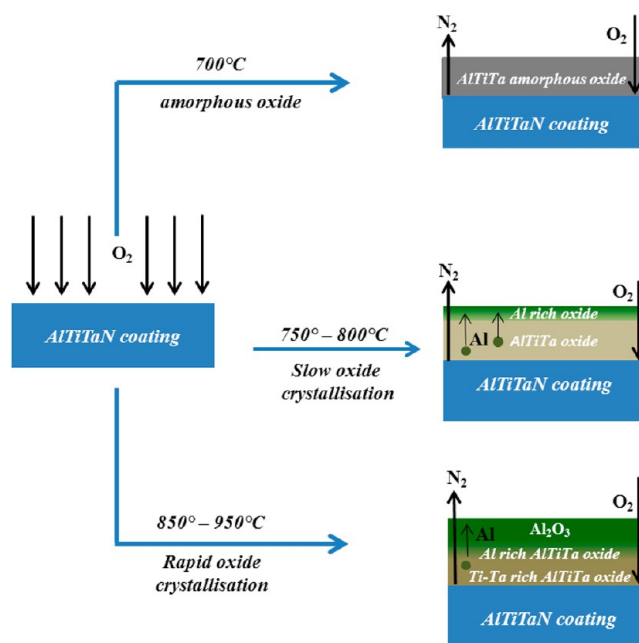 700°C
amorphous oxide
N₂
O₂
AlTiTa amorphous oxide
AlTiTaN coating
O₂
AlTiTaN coating
750° – 800°C
Slow oxide
crystallisation
N₂
O₂
Al rich oxide
Al
AlTiTa oxide
AlTiTaN coating
850° – 950°C
Rapid oxide
crystallisation
N₂
O₂
Al₂O₃
Al
Al rich AlTiTa oxide
Ti-Ta rich AlTiTa oxide
AlTiTaN coating